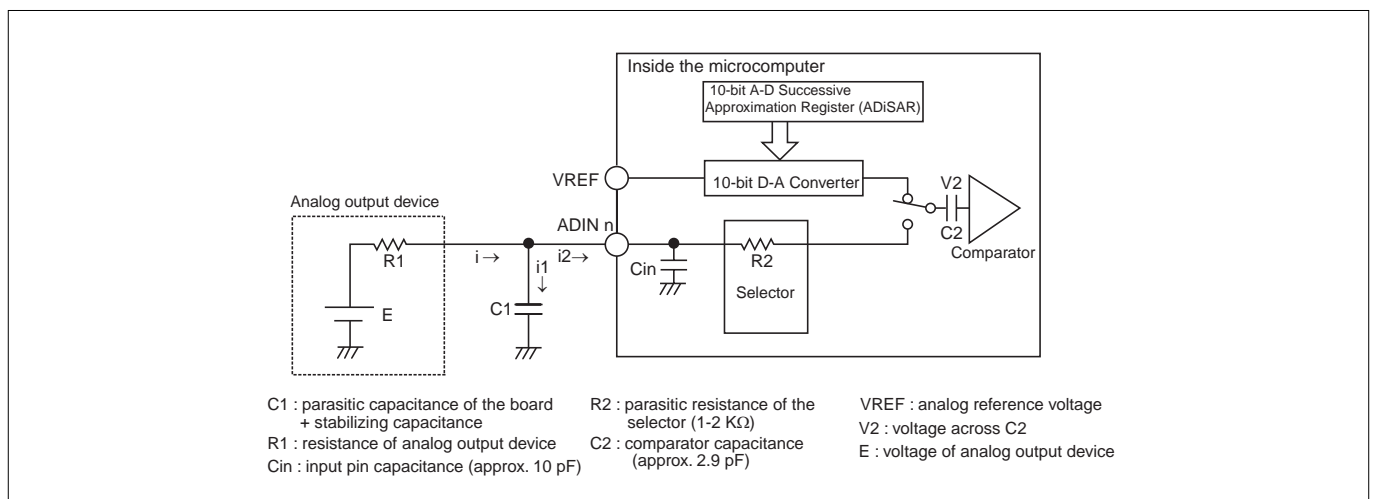 Inside the microcomputer
10-bit A-D Successive
Approximation Register (ADiSAR)
VREF
10-bit D-A Converter
V2
C2
Comparator
Analog output device
ADIN n
R1
i →
i1
↓
i2→
Cin
R2
Selector
E
C1
C1 : parasitic capacitance of the board
+ stabilizing capacitance
R1 : resistance of analog output device
Cin : input pin capacitance (approx. 10 pF)
R2 : parasitic resistance of the
selector (1-2 KΩ)
C2 : comparator capacitance
(approx. 2.9 pF)
VREF : analog reference voltage
V2 : voltage across C2
E : voltage of analog output device